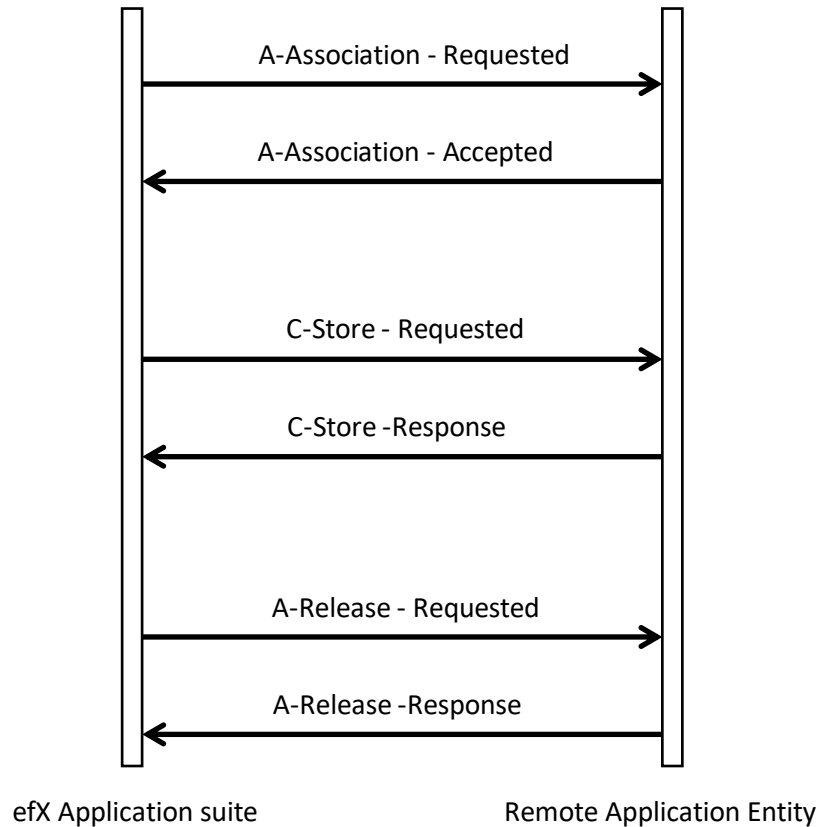 A-Association - Requested
A-Association - Accepted
C-Store - Requested
C-Store -Response
A-Release - Requested
A-Release -Response
efX Application suite
Remote Application Entity